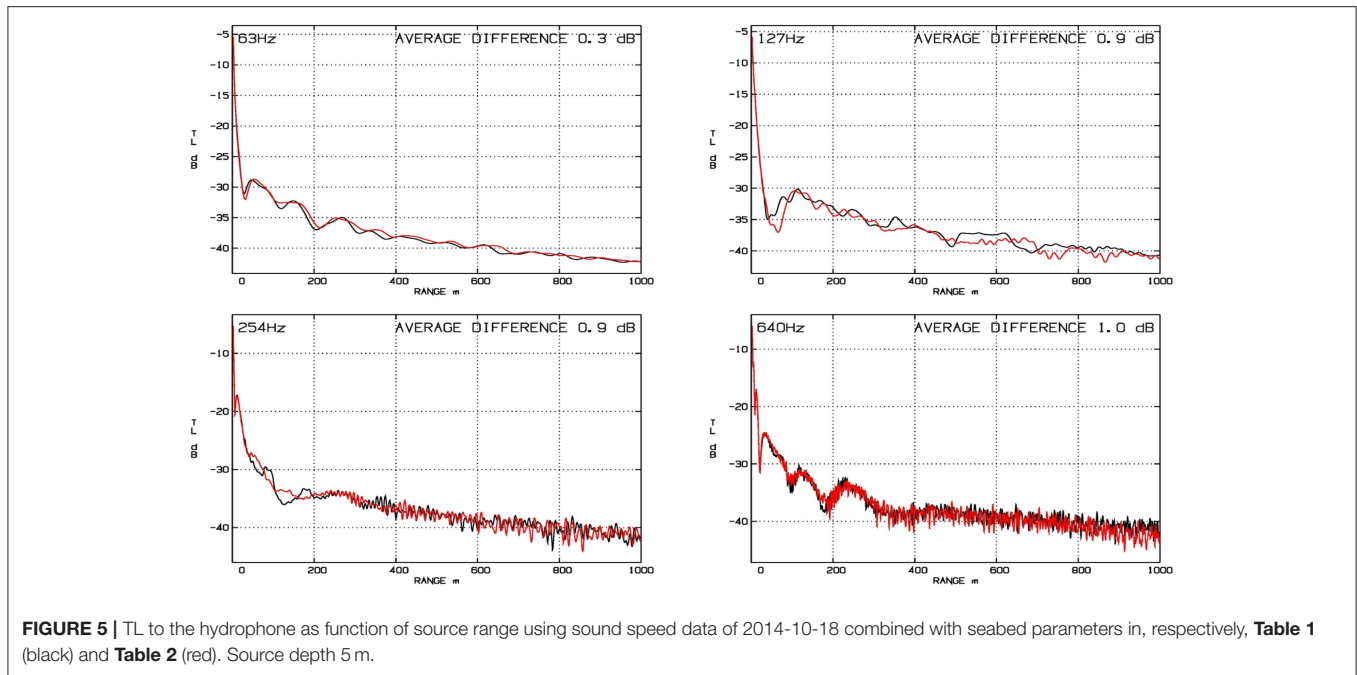 63Hz AVERAGE DIFFERENCE 0.3 dB
-5
-10
-15
-20
-25
-30
-35
-40
TL dB
0 200 400 600 800 1000
RANGE m
127Hz AVERAGE DIFFERENCE 0.9 dB
-5
-10
-15
-20
-25
-30
-35
-40
TL dB
0 200 400 600 800 1000
RANGE m
254Hz AVERAGE DIFFERENCE 0.9 dB
-10
-20
-30
-40
TL dB
0 200 400 600 800 1000
RANGE m
640Hz AVERAGE DIFFERENCE 1.0 dB
-10
-20
-30
-40
TL dB
0 200 400 600 800 1000
RANGE m
FIGURE 5 | TL to the hydrophone as function of source range using sound speed data of 2014-10-18 combined with seabed parameters in, respectively, Table 1
(black) and Table 2 (red). Source depth 5 m.